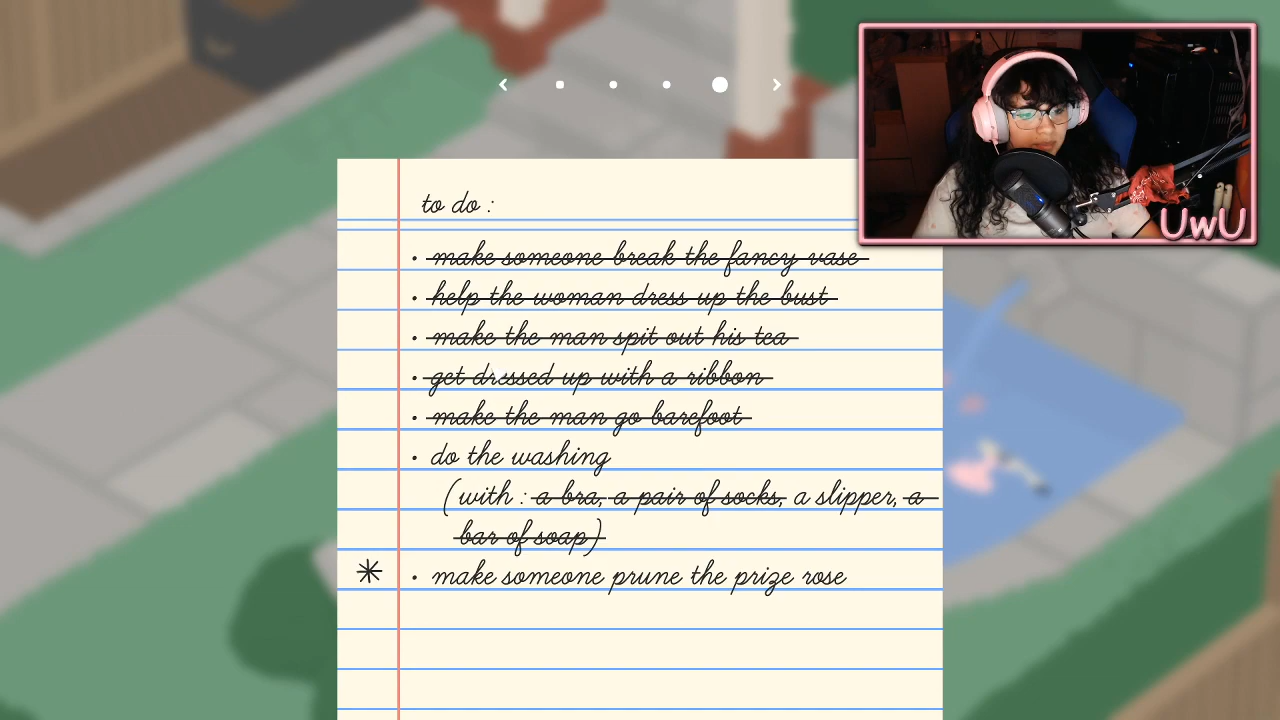 UwU
to do :
• make someone break the fancy vase
• help the woman dress up the bust
• make the man spit out his tea
• get dressed up with a ribbon
• make the man go barefoot
• do the washing
(with : a bra, a pair of socks, a slipper, a
bar of soap)
• make someone prune the prize rose